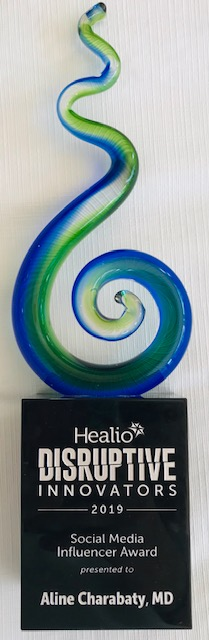 Healio
DISRUPTIVE
INNOVATORS
2019
Social Media
Influencer Award
presented to
Aline Charabaty, MD